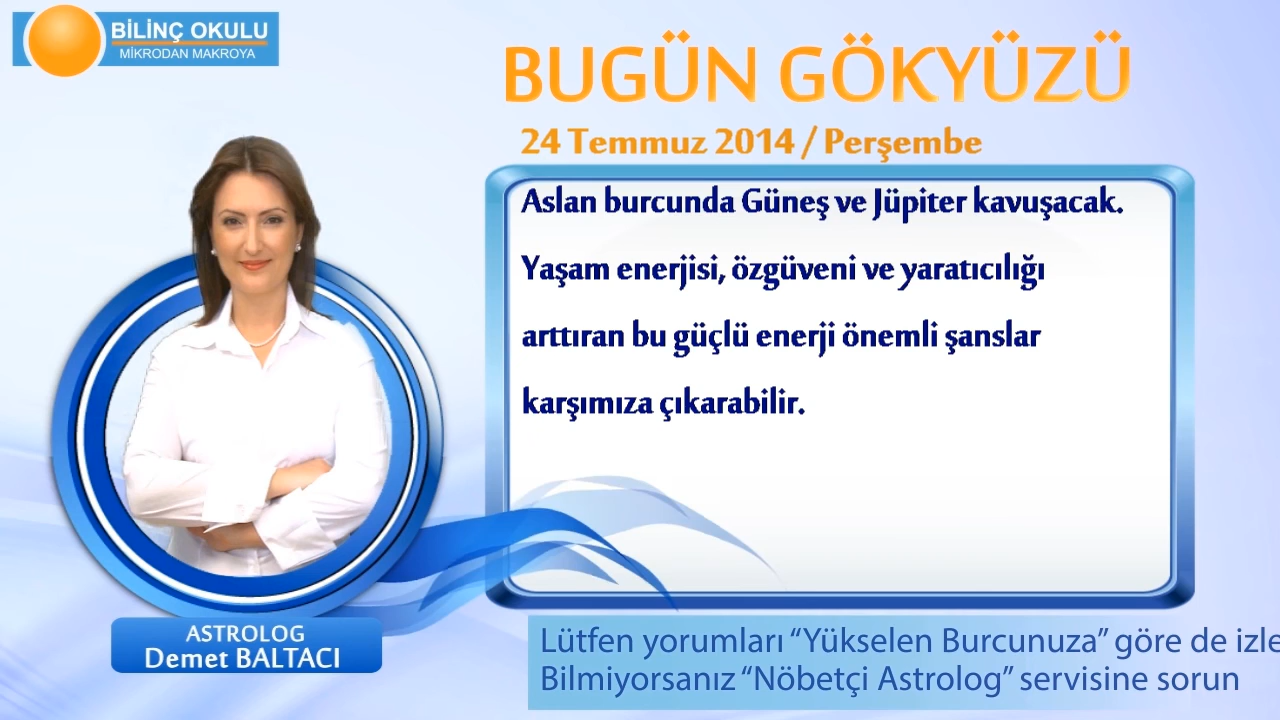 BİLİNÇ OKULU
MİKRODAN MAKROYA
BUGÜN GÖKYÜZÜ
24 Temmuz 2014 / Perşembe
Aslan burcunda Güneş ve Jüpiter kavuşacak.
Yaşam enerjisi, özgüveni ve yaratıcılığı
arttıran bu güçlü enerji önemli şanslar
karşımıza çıkarabilir.
ASTROLOG
Demet BALTACI
Lütfen yorumları “Yükselen Burcunuza” göre de izle
Bilmiyorsanız “Nöbetçi Astrolog” servisine sorun